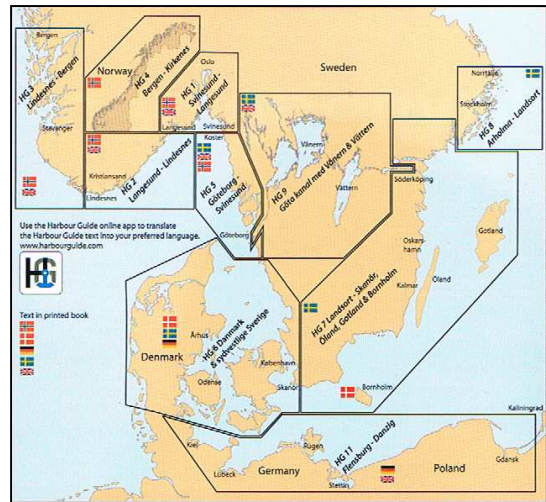 Bergen
HG 3
Lindesnes - Bergen
Norway
HG 4
Bergen - Kirkenes
Oslo
HG 1
Svinesund -
Langesund
Langesund
Svinesund
Sweden
Norrtälje
Stockholm
HG 8
Arholma - Landsort
Stavanger
Kristiansand
Lindesnes
HG 2
Langesund - Lindesnes
Koster
HG 5
Göteborg -
Svinesund
Göteborg
Vänern
Vättern
HG 9
Göta kanal med Vänern & Vättern
Söderköping
Oskars-
hamn
Kalmar
Öland
Gotland
Use the Harbour Guide online app to translate
the Harbour Guide text into your preferred language.
www.harbourguide.com
HG
Text in printed book
Denmark
Århus
Odense
HG 6 Danmark
& sydvestlige Sverige
København
Skanör
HG 7 Landsort - Skanör,
Öland, Gotland & Bornholm
Bornholm
Kaliningrad
Kiel
Lübeck
Rügen
Germany
HG 11
Flensburg - Danzig
Stettin
Poland
Gdansk